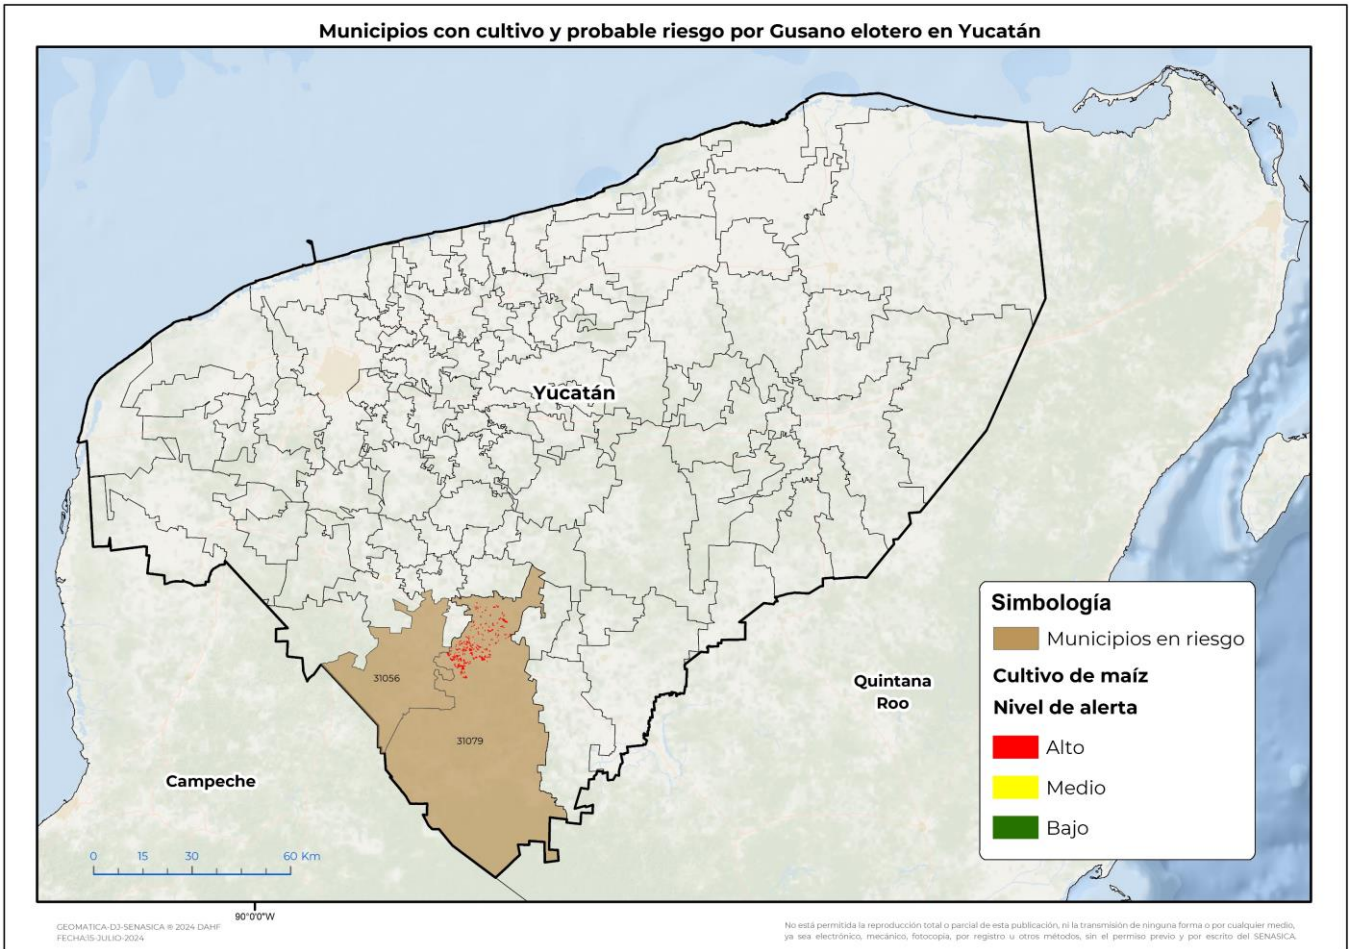 Municipios con cultivo y probable riesgo por Gusano elotero en Yucatán
Yucatán
Simbología
Municipios en riesgo
Cultivo de maíz
Nivel de alerta
Alto
Medio
Bajo
Quintana
Roo
31056
31079
Campeche
0 15 30 60 Km
90°0'0"W
GEOMATICA-DJ-SENASICA ® 2024 DAHF
FECHA:15-JULIO-2024
No está permitida la reproducción total o parcial de esta publicación, ni la transmisión de ninguna forma o por cualquier medio,
ya sea electrónico, mecánico, fotocopia, por registro u otros métodos, sin el permiso previo y por escrito del SENASICA.